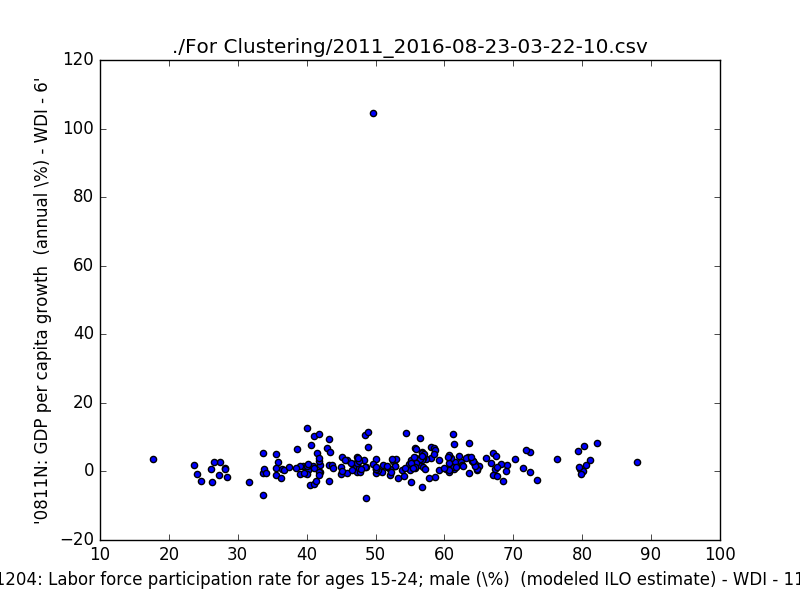 ./For Clustering/2011_2016-08-23-03-22-10.csv
'0811N: GDP per capita growth  (annual \%) - WDI - 6'
120
100
80
60
40
20
0
−20
10 20 30 40 50 60 70 80 90 100
1204: Labor force participation rate for ages 15-24; male (\%)  (modeled ILO estimate) - WDI - 11